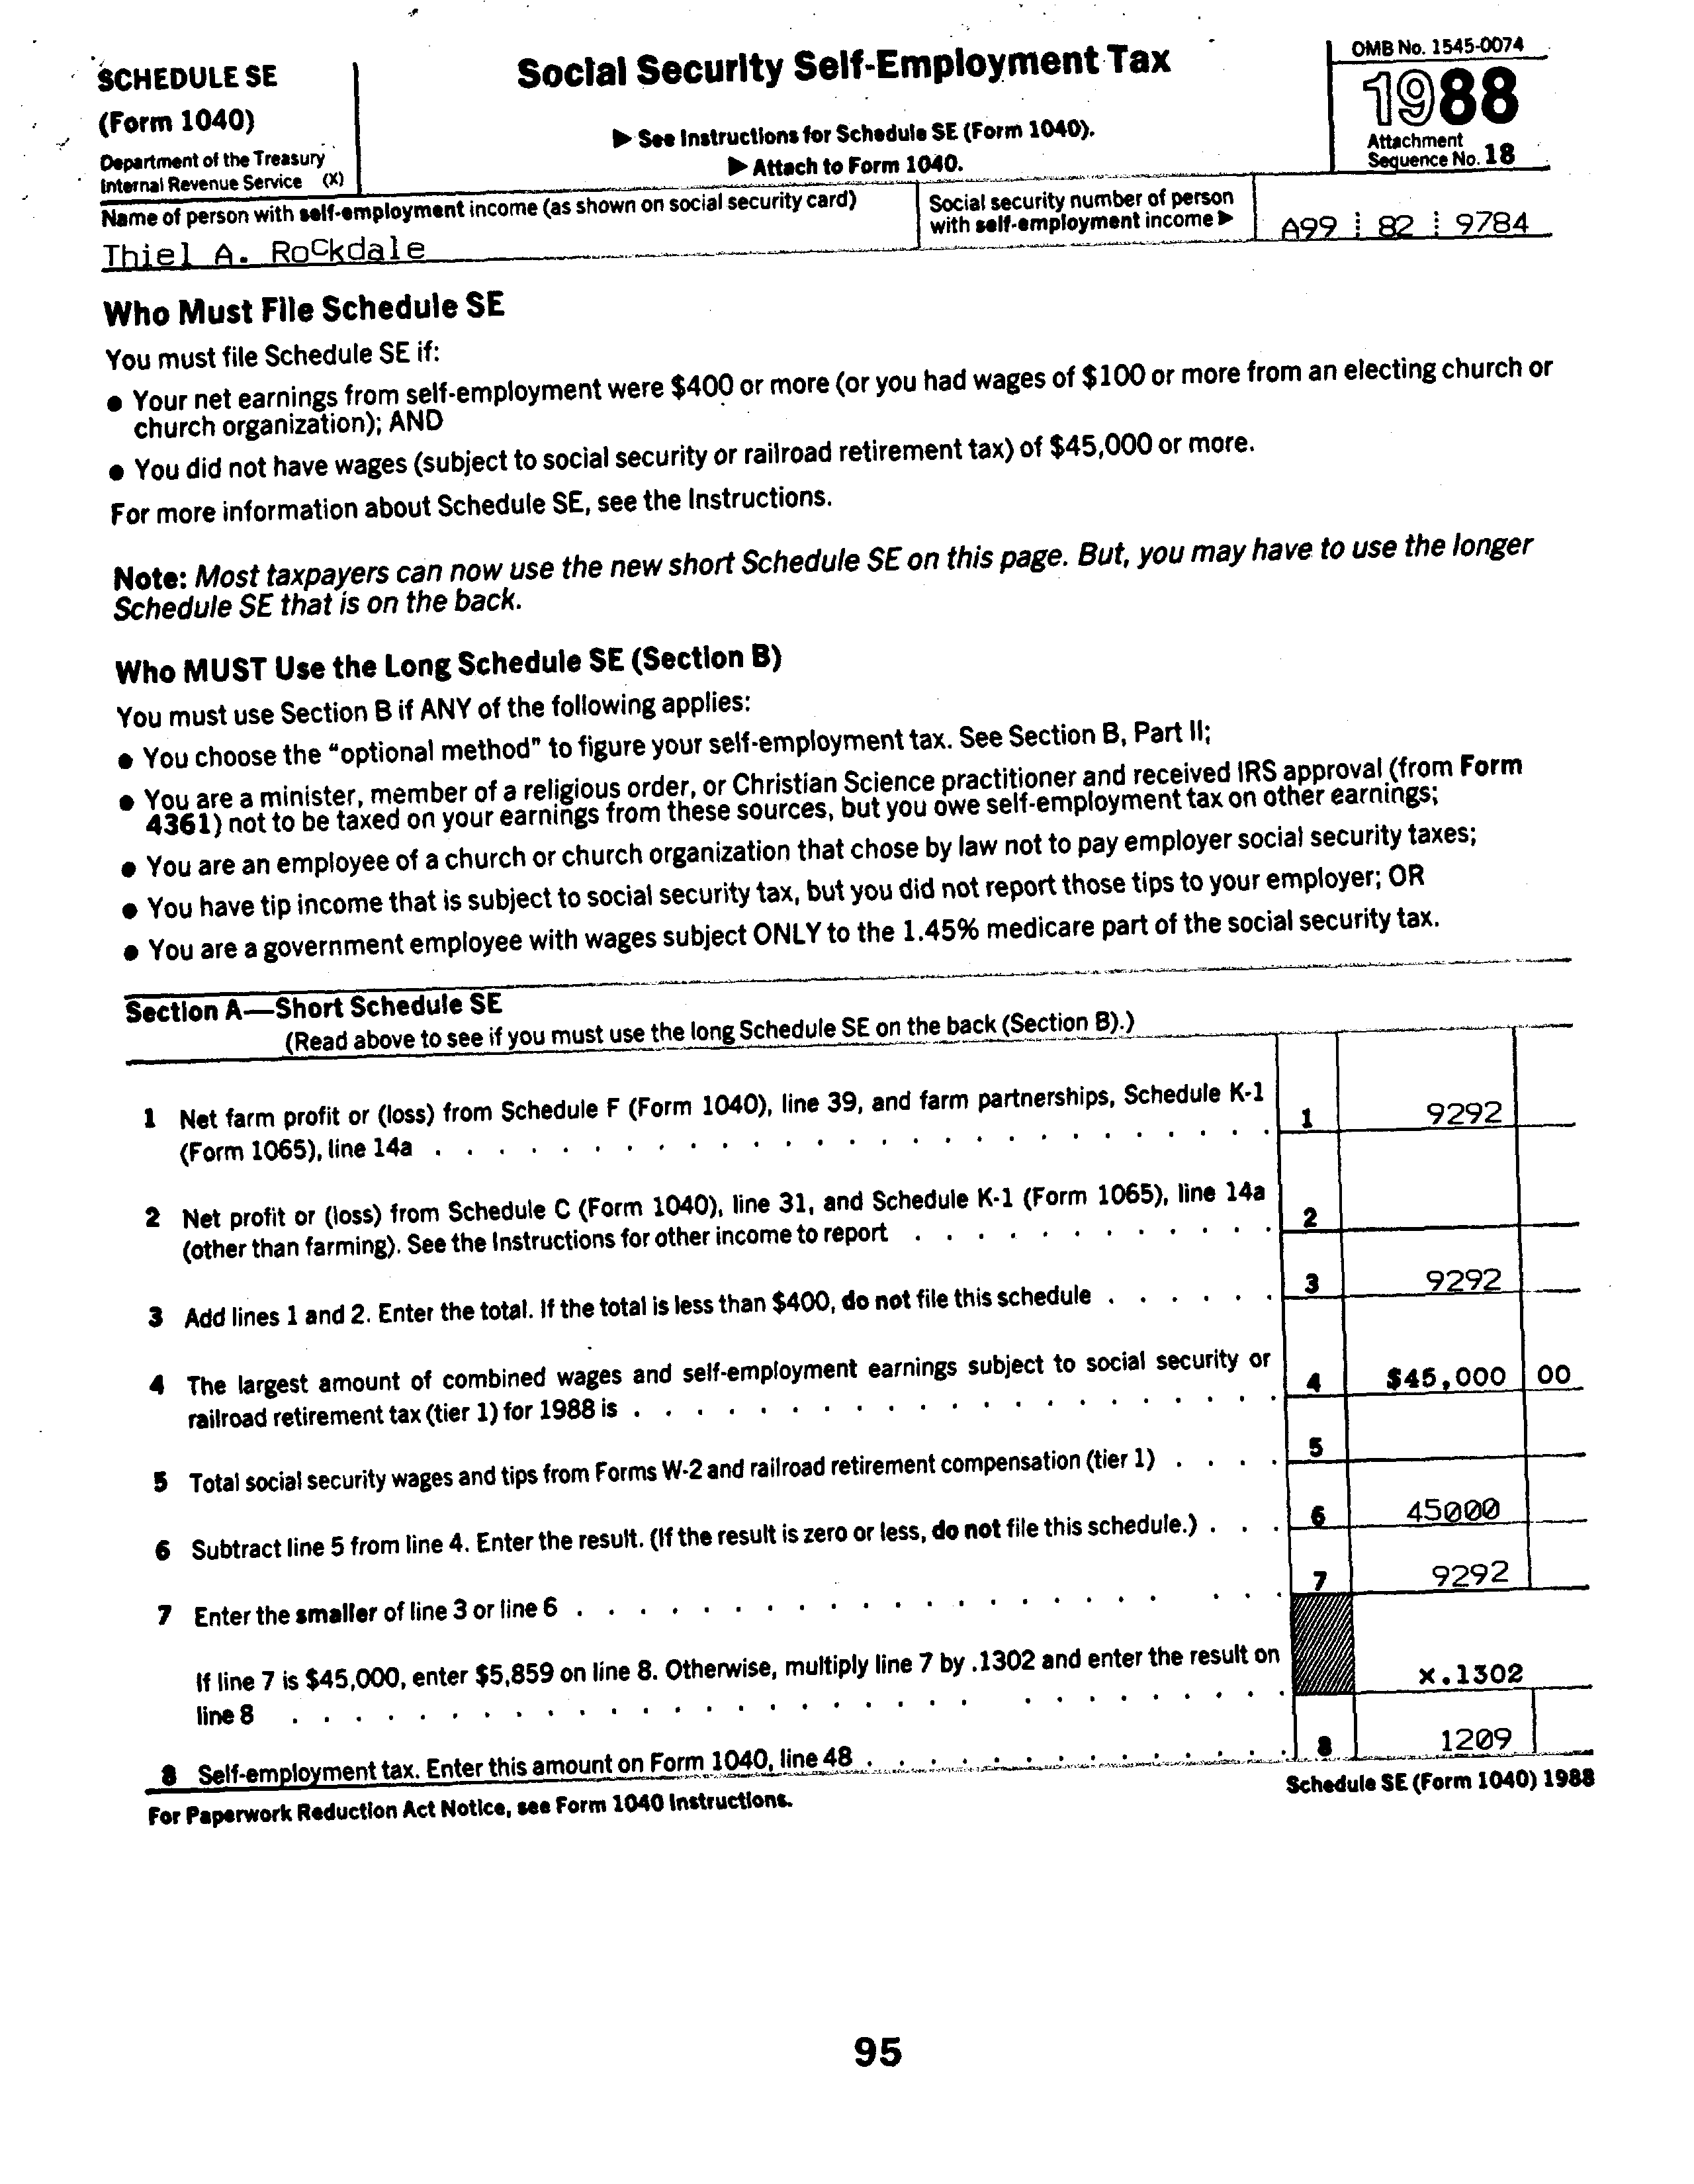 SCHEDULE SE
(Form 1040)
Department of the Treasury
Internal Revenue Service (X)
Social Security Self-Employment Tax
▶ See Instructions for Schedule SE (Form 1040).
▶ Attach to Form 1040.
OMB No. 1545-0074
1988
Attachment
Sequence No. 18
Name of person with self-employment income (as shown on social security card)
Thiel A. Rockdale
Social security number of person
with self-employment income ▶
A99 82 9784
Who Must File Schedule SE
You must file Schedule SE if:
● Your net earnings from self-employment were $400 or more (or you had wages of $100 or more from an electing church or
church organization); AND
● You did not have wages (subject to social security or railroad retirement tax) of $45,000 or more.
For more information about Schedule SE, see the Instructions.
Note: Most taxpayers can now use the new short Schedule SE on this page. But, you may have to use the longer
Schedule SE that is on the back.
Who MUST Use the Long Schedule SE (Section B)
You must use Section B if ANY of the following applies:
● You choose the “optional method” to figure your self-employment tax. See Section B, Part II;
● You are a minister, member of a religious order, or Christian Science practitioner and received IRS approval (from Form
4361) not to be taxed on your earnings from these sources, but you owe self-employment tax on other earnings;
● You are an employee of a church or church organization that chose by law not to pay employer social security taxes;
● You have tip income that is subject to social security tax, but you did not report those tips to your employer; OR
● You are a government employee with wages subject ONLY to the 1.45% medicare part of the social security tax.
Section A—Short Schedule SE
(Read above to see if you must use the long Schedule SE on the back (Section B).)
1 Net farm profit or (loss) from Schedule F (Form 1040), line 39, and farm partnerships, Schedule K-1
(Form 1065), line 14a . . . . . 1 9292
2 Net profit or (loss) from Schedule C (Form 1040), line 31, and Schedule K-1 (Form 1065), line 14a
(other than farming). See the Instructions for other income to report . . . . . 2
3 Add lines 1 and 2. Enter the total. If the total is less than $400, do not file this schedule . . . . . 3 9292
4 The largest amount of combined wages and self-employment earnings subject to social security or
railroad retirement tax (tier 1) for 1988 is . . . . . 4 $45,000 00
5 Total social security wages and tips from Forms W-2 and railroad retirement compensation (tier 1) . . . . 5
6 Subtract line 5 from line 4. Enter the result. (If the result is zero or less, do not file this schedule.) . . . 6 45000
7 Enter the smaller of line 3 or line 6 . . . . . 7 9292
If line 7 is $45,000, enter $5,859 on line 8. Otherwise, multiply line 7 by .1302 and enter the result on
line 8 . . . . . x.1302
8 Self-employment tax. Enter this amount on Form 1040, line 48 . . . . . 8 1209
For Paperwork Reduction Act Notice, see Form 1040 Instructions.
Schedule SE (Form 1040) 1988
95